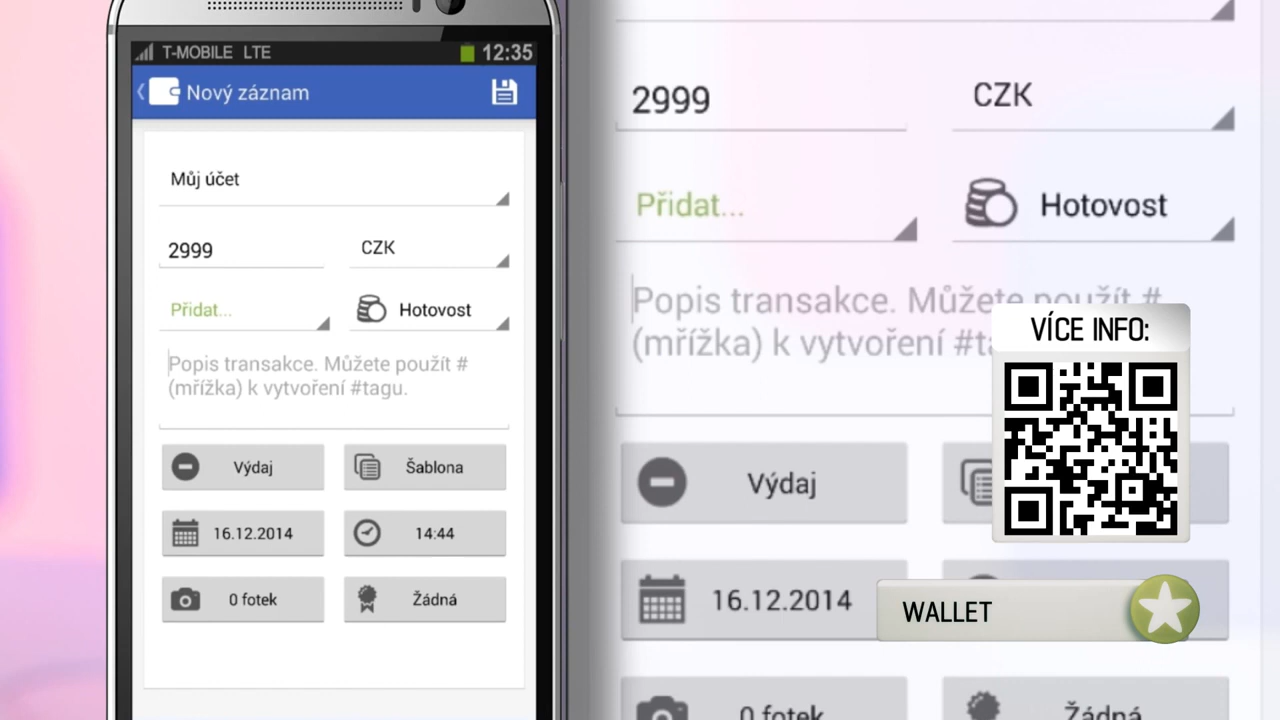 T-MOBILE LTE
12:35
Nový záznam
Můj účet
2999
CZK
Přidat...
Hotovost
Popis transakce. Můžete použít #
(mřížka) k vytvoření #tagu.
Výdaj
Šablona
16.12.2014
14:44
0 fotek
Žádná
2999
CZK
Přidat...
Hotovost
Popis transakce. Můžete použít #
(mřížka) k vytvoření #ta
VÍCE INFO:
Výdaj
16.12.2014
WALLET
0 fotek
Žádná